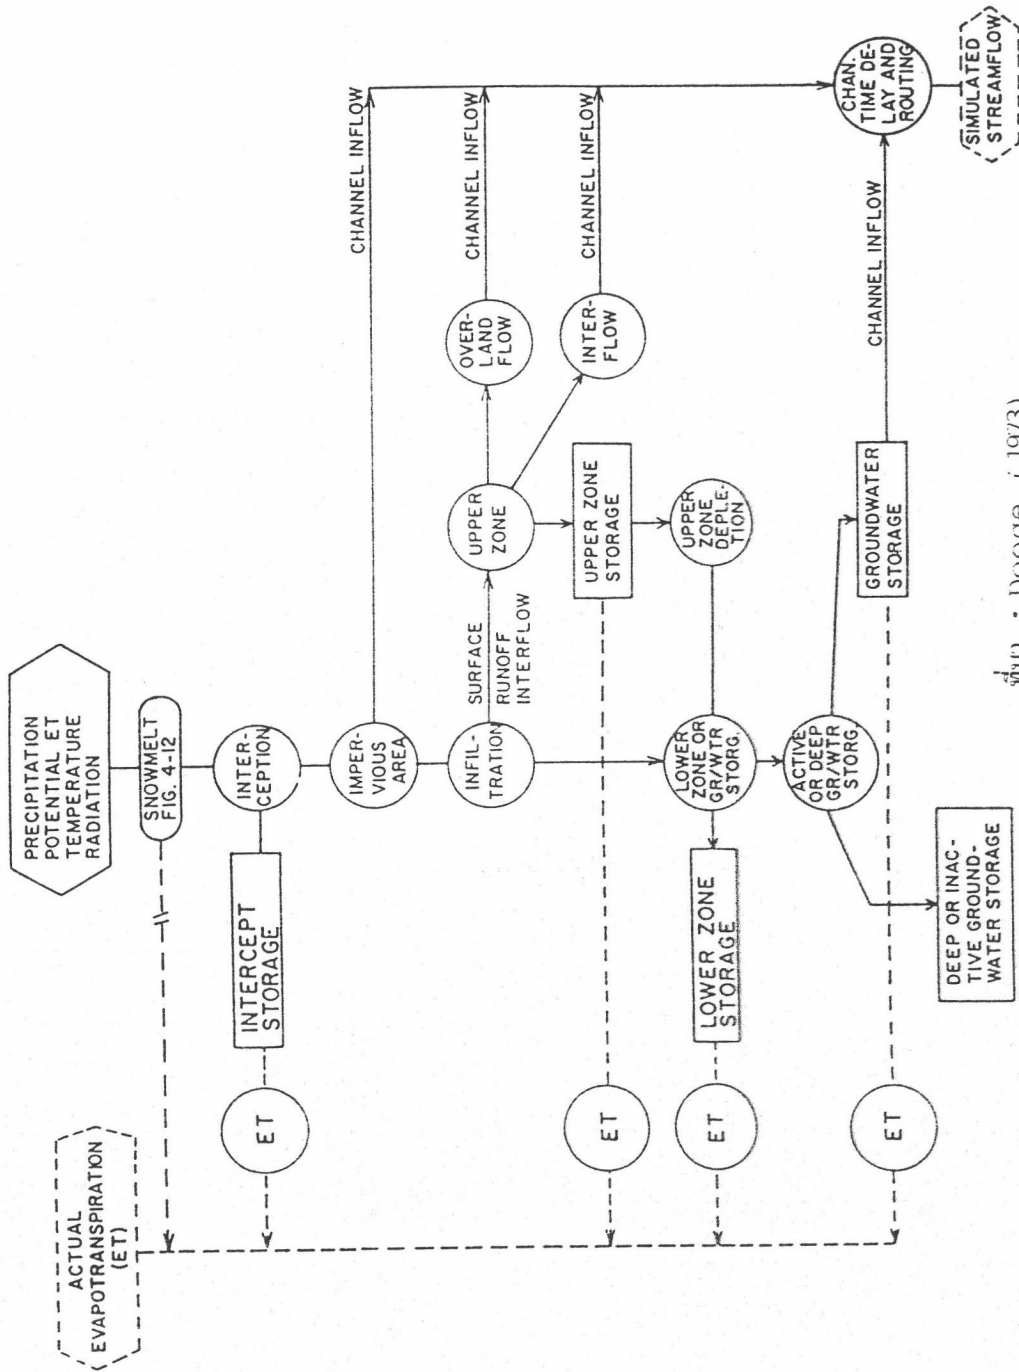 ACTUAL
EVAPOTRANSPIRATION
(ET)
PRECIPITATION
POTENTIAL ET
TEMPERATURE
RADIATION
SNOWMELT
FIG. 4-12
ET
INTERCEPT
STORAGE
INTER-
CEPTION
IMPER-
VIOUS
AREA
CHANNEL INFLOW
INFIL-
TRATION
SURFACE
RUNOFF
INTERFLOW
UPPER
ZONE
OVER-
LAND
FLOW
CHANNEL INFLOW
INTER-
FLOW
CHANNEL INFLOW
ET
UPPER ZONE
STORAGE
ET
LOWER ZONE
STORAGE
LOWER
ZONE OR
GR/WTR
STORG.
UPPER
ZONE
DEPLE-
TION
ACTIVE
OR DEEP
GR/WTR
STORG.
ET
GROUNDWATER
STORAGE
CHANNEL INFLOW
CHAN.
TIME DE-
LAY AND
ROUTING
DEEP OR INAC-
TIVE GROUND-
WATER STORAGE
SIMULATED
STREAMFLOW
ที่มา : Dooge (1973)